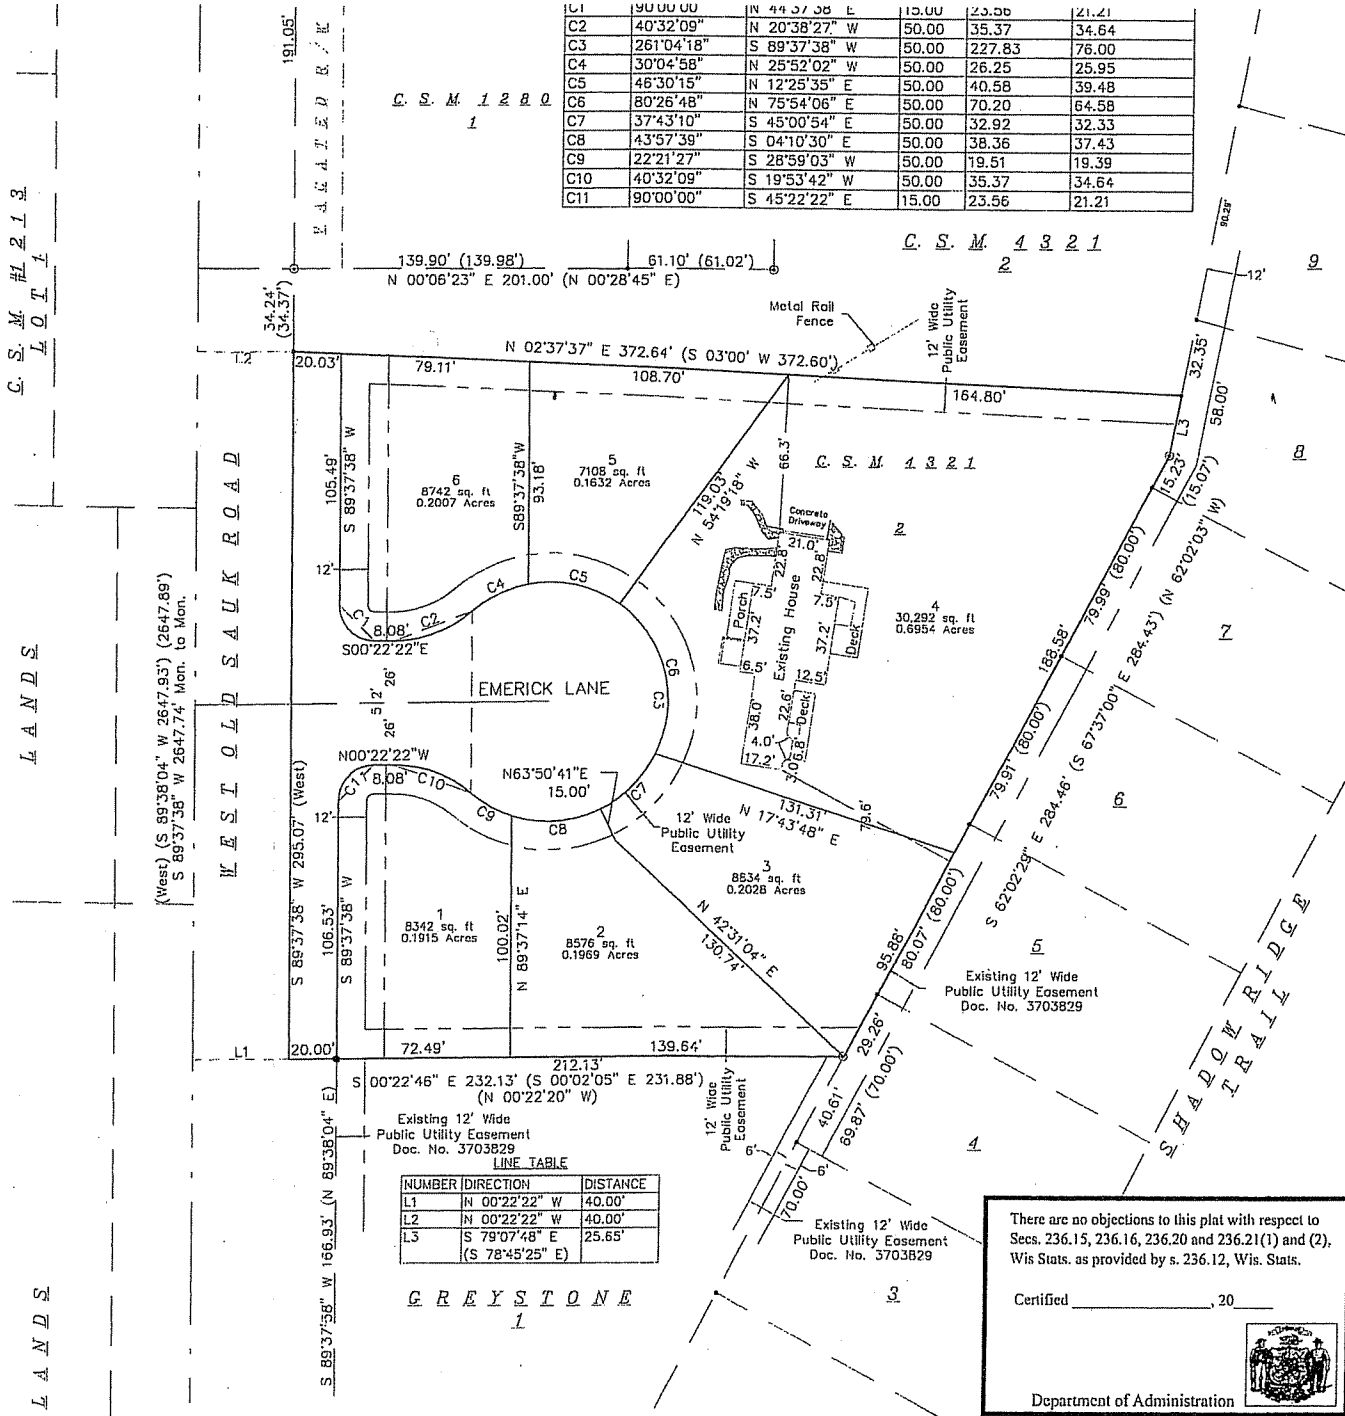 C1 90°00'00" N 44°37'38" E 15.00 23.56 21.21
C2 40°32'09" N 20°38'27" W 50.00 35.37 34.64
C3 261°04'18" S 89°37'38" W 50.00 227.83 76.00
C4 30°04'58" N 25°52'02" W 50.00 26.25 25.95
C5 46°30'15" N 12°25'35" E 50.00 40.58 39.48
C6 80°26'48" N 75°54'06" E 50.00 70.20 64.58
C7 37°43'10" S 45°00'54" E 50.00 32.92 32.33
C8 43°57'39" S 04°10'30" E 50.00 38.36 37.43
C9 22°21'27" S 28°59'03" W 50.00 19.51 19.39
C10 40°32'09" S 19°53'42" W 50.00 35.37 34.64
C11 90°00'00" S 45°22'22" E 15.00 23.56 21.21
191.05'
VACATED R/W
C. S. M. 1280
1
C. S. M. #1213
LOT 1
C. S. M. 4321
2
90.29'
9
12'
139.90' (139.98')
61.10' (61.02')
N 00°06'23" E 201.00' (N 00°28'45" E)
34.24'
(34.37')
Metal Rail
Fence
12' Wide
Public Utility
Easement
L2
20.03'
N 02°37'37" E 372.64' (S 03°00' W 372.60')
79.11'
108.70'
164.80'
32.35'
58.00'
L3
8
15.23'
(15.07')
105.49'
S 89°37'38" W
6
8742 sq. ft
0.2007 Acres
S89°37'38"W
93.18'
5
7108 sq. ft
0.1632 Acres
119.03'
N 54°19'18" W
66.3'
C. S. M. 4321
2
Concrete
Driveway
21.0'
22.8'
22.8'
7.5'
7.5'
Porch
37.2'
37.2'
Deck
6.5'
12.5'
Existing House
38.0'
22.6'
Deck
4.0'
6.8'
17.2'
3.0'
79.6'
4
30,292 sq. ft
0.6954 Acres
79.99' (80.00')
188.58'
7
12'
C1
8.08'
C2
C4
C5
S00°22'22"E
C6
C3
EMERICK LANE
26'
52'
26'
N00°22'22"W
C11
8.08'
C10
C9
C8
C7
N63°50'41"E
15.00'
12' Wide
Public Utility
Easement
131.31'
N 17°43'48" E
79.91' (80.00')
6
S 62°02'29" E 284.46' (S 67°37'00" E 284.43') (N 62°02'03" W)
LANDS
(West) (S 89°38'04" W 2647.93') (2647.89')
S 89°37'38" W 2647.74' Mon. to Mon.
WEST OLD SAUK ROAD
S 89°37'38" W 295.07' (West)
12'
106.53'
S 89°37'38" W
1
8342 sq. ft
0.1915 Acres
100.02'
N 89°37'14" E
2
8576 sq. ft
0.1969 Acres
3
8834 sq. ft
0.2028 Acres
N 42°31'04" E
130.74'
95.88'
80.07' (80.00')
5
Existing 12' Wide
Public Utility Easement
Doc. No. 3703829
SHADOW RIDGE
TRAIL
29.26'
L1
20.00'
72.49'
139.64'
212.13'
S 00°22'46" E 232.13' (S 00°02'05" E 231.88')
(N 00°22'20" W)
12' Wide
Public Utility
Easement
40.61'
69.87' (70.00')
4
6'
6'
70.00'
Existing 12' Wide
Public Utility Easement
Doc. No. 3703829
S 89°37'38" W 166.93' (N 89°38'04" E)
LINE TABLE
NUMBER DIRECTION DISTANCE
L1 N 00°22'22" W 40.00'
L2 N 00°22'22" W 40.00'
L3 S 79°07'48" E 25.65'
(S 78°45'25" E)
Existing 12' Wide
Public Utility Easement
Doc. No. 3703829
GREYSTONE
1
3
LANDS
There are no objections to this plat with respect to
Secs. 236.15, 236.16, 236.20 and 236.21(1) and (2),
Wis Stats. as provided by s. 236.12, Wis. Stats.
Certified ____________________, 20_____
Department of Administration